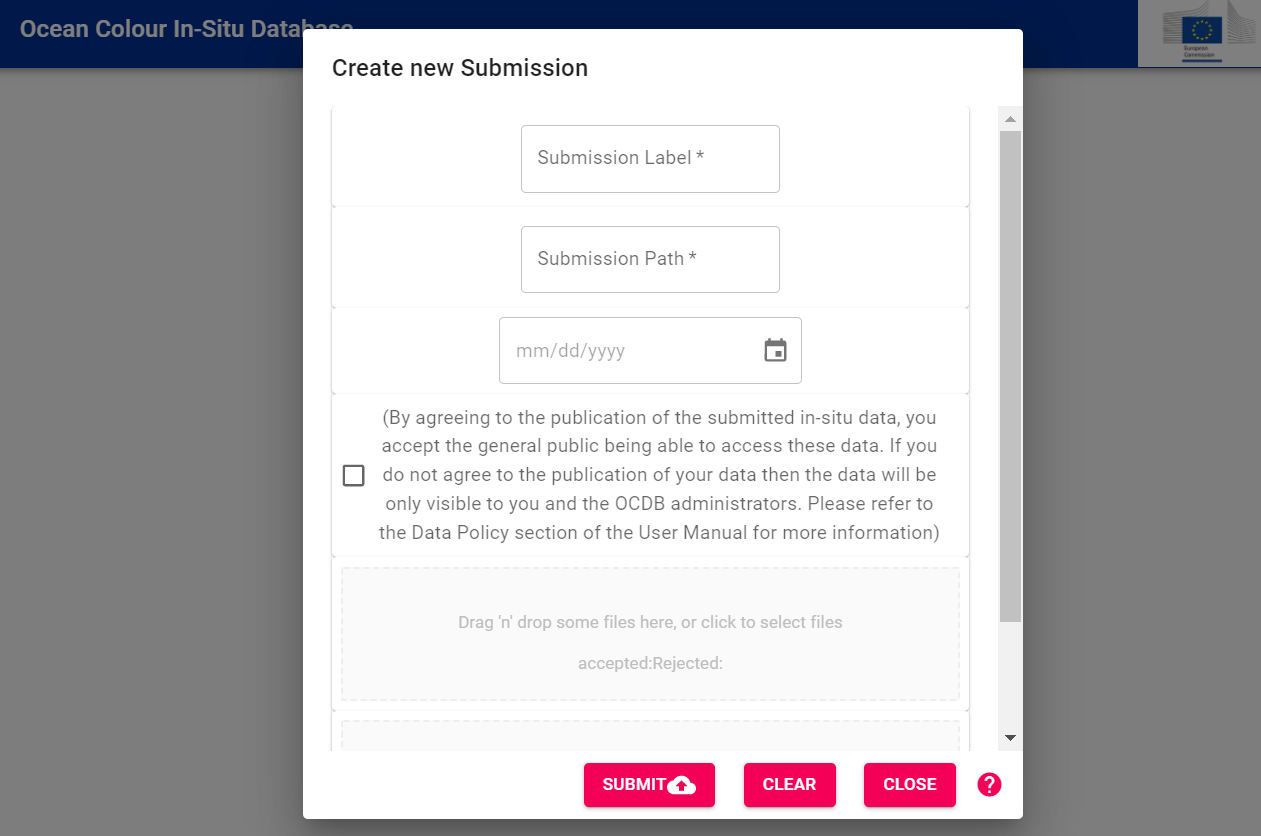 Ocean Colour In-Situ Database
European
Commission
Create new Submission
Submission Label *
Submission Path *
mm/dd/yyyy
(By agreeing to the publication of the submitted in-situ data, you
accept the general public being able to access these data. If you
do not agree to the publication of your data then the data will be
only visible to you and the OCDB administrators. Please refer to
the Data Policy section of the User Manual for more information)
Drag 'n' drop some files here, or click to select files
accepted:Rejected:
SUBMIT CLEAR CLOSE ?